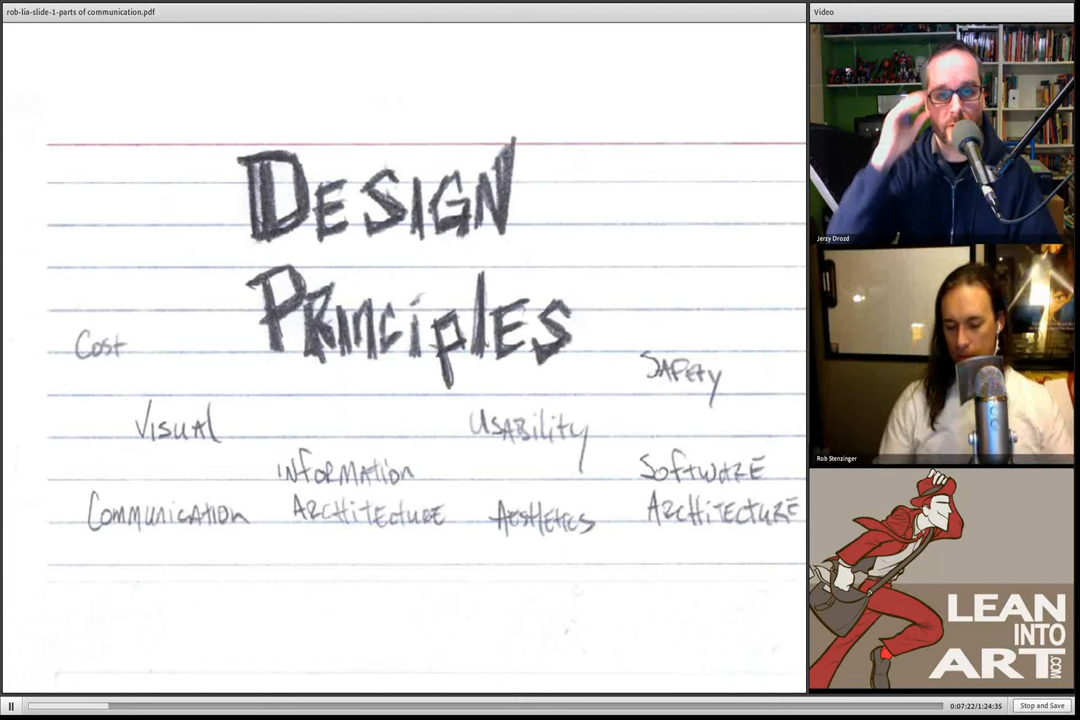 rob-lia-slide-1-parts of communication.pdf
Video
DESIGN
PRINCIPLES
Cost
SAFETY
Visual
USABILITY
INFORMATION
ARCHITECTURE
SOFTWARE
ARCHITECTURE
COMMUNICATION
AESTHETICS
Jerzy Drozd
Rob Stenzinger
LEAN
INTO
ART.COM
0:07:22/1:24:35
Stop and Save